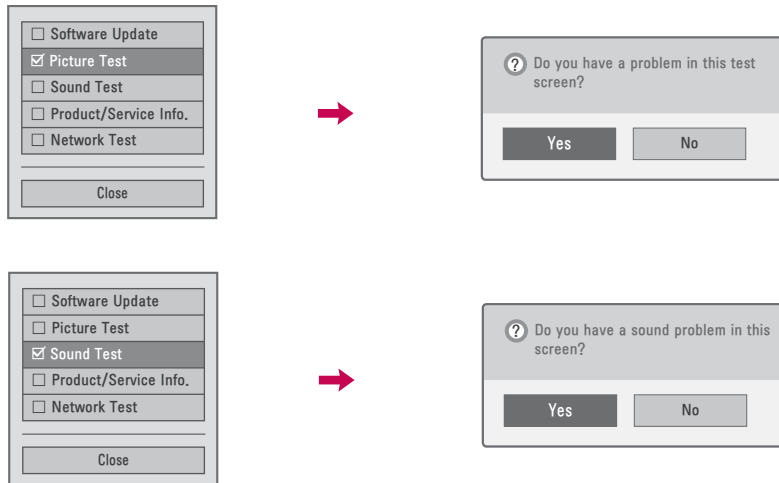 Software Update
Picture Test
Sound Test
Product/Service Info.
Network Test
Close
? Do you have a problem in this test
screen?
Yes No
Software Update
Picture Test
Sound Test
Product/Service Info.
Network Test
Close
? Do you have a sound problem in this
screen?
Yes No